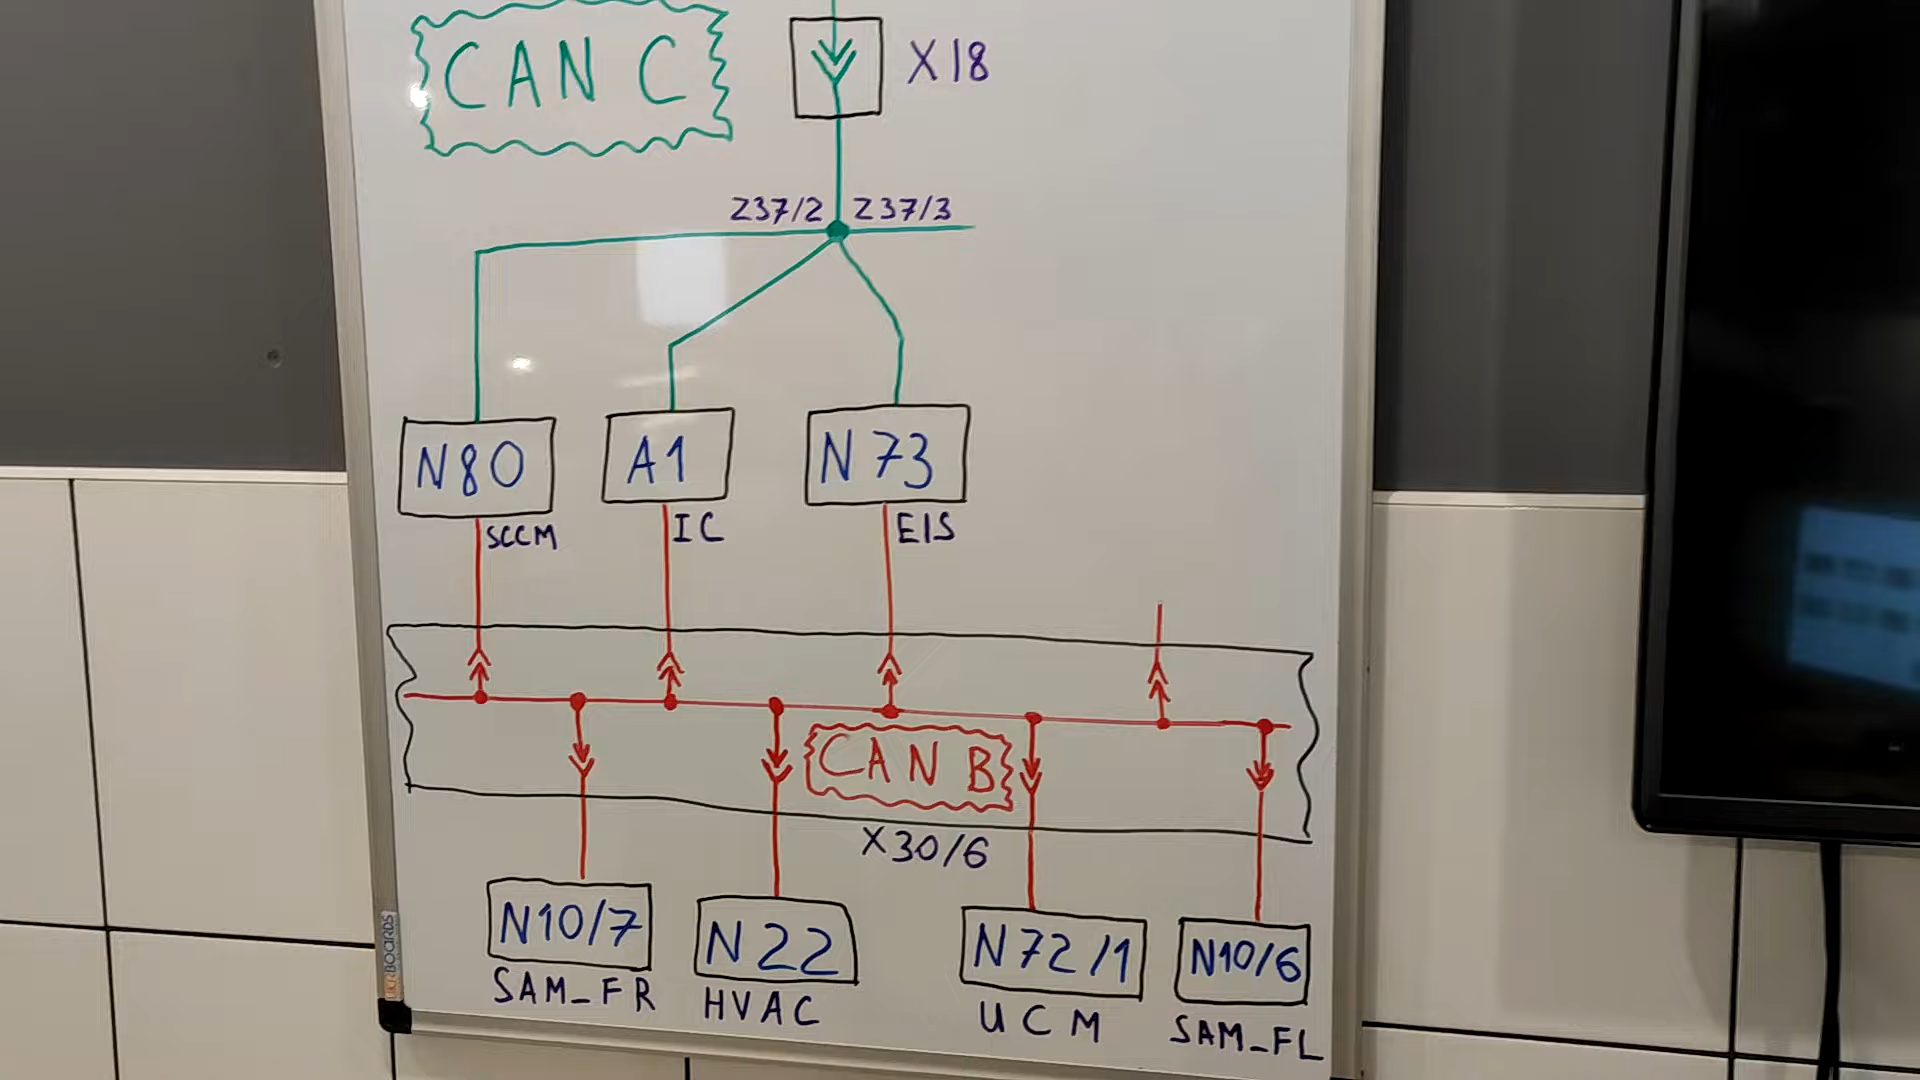 CAN C
X18
Z37/2 Z37/3
N80
A1
N73
SCCM
IC
EIS
CAN B
X30/6
N10/7
N22
N72/1
N10/6
SAM_FR
HVAC
UCM
SAM_FL
BOARDS